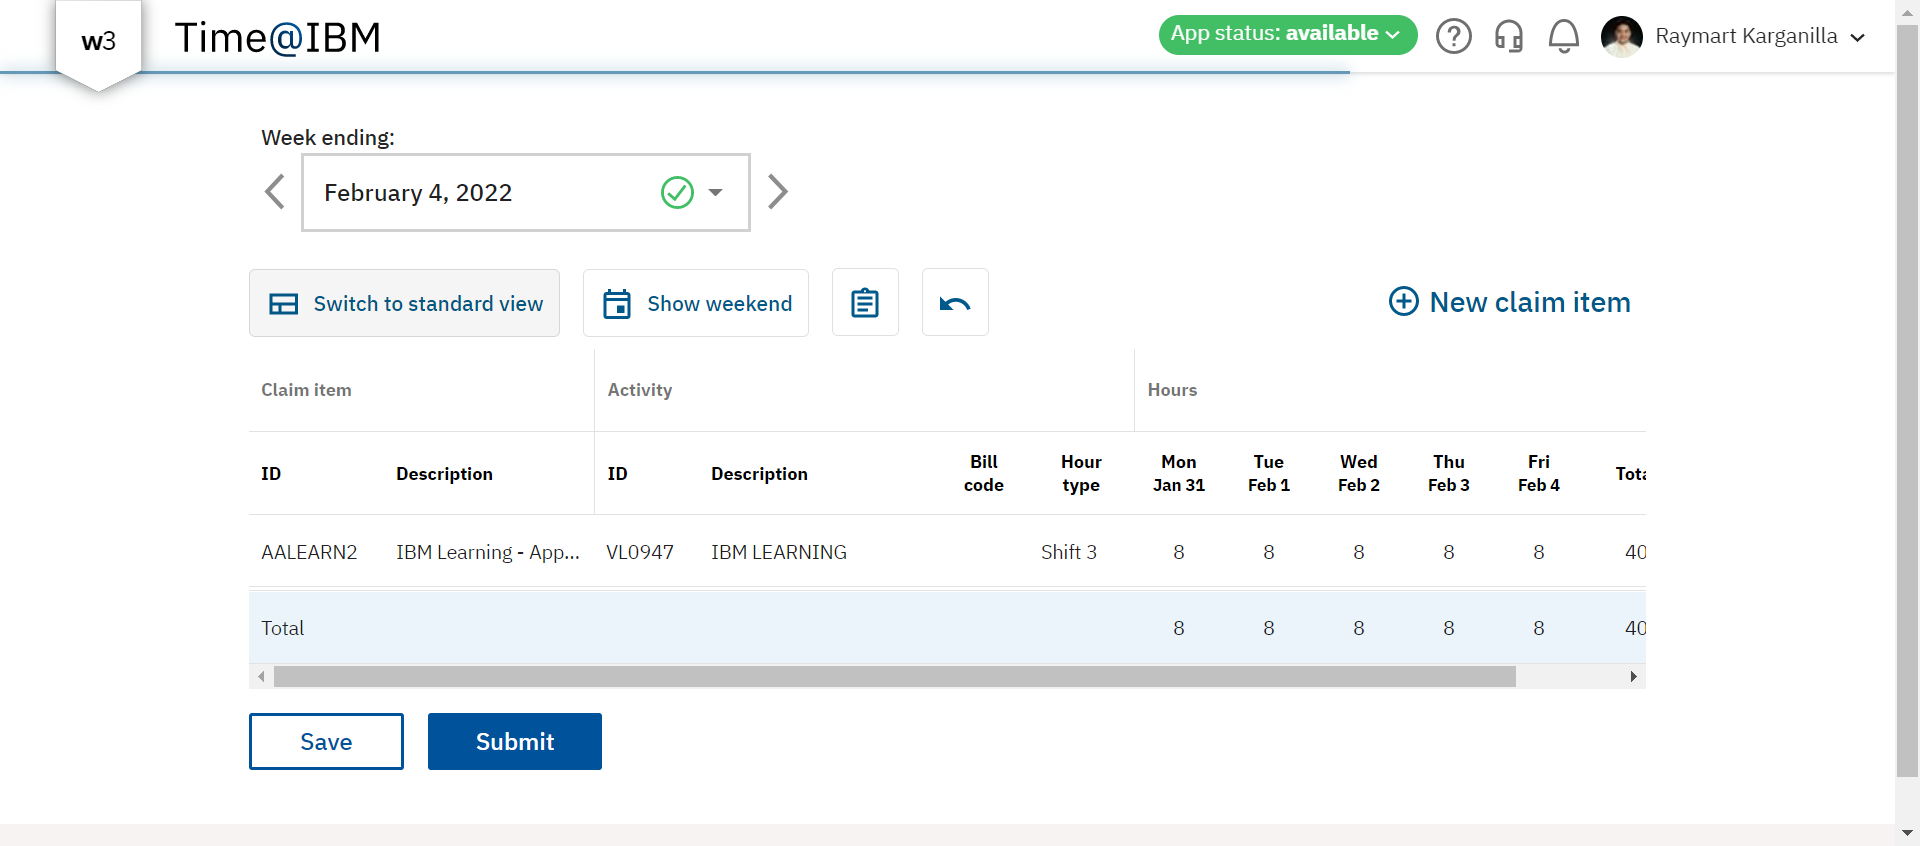 w3
Time@IBM
App status: available
Raymart Karganilla
Week ending:
February 4, 2022
Switch to standard view
Show weekend
New claim item
Claim item Activity Hours
ID Description ID Description Bill code Hour type Mon Jan 31 Tue Feb 1 Wed Feb 2 Thu Feb 3 Fri Feb 4 Tota
AALEARN2 IBM Learning - App... VL0947 IBM LEARNING Shift 3 8 8 8 8 8 40
Total 8 8 8 8 8 40
Save Submit